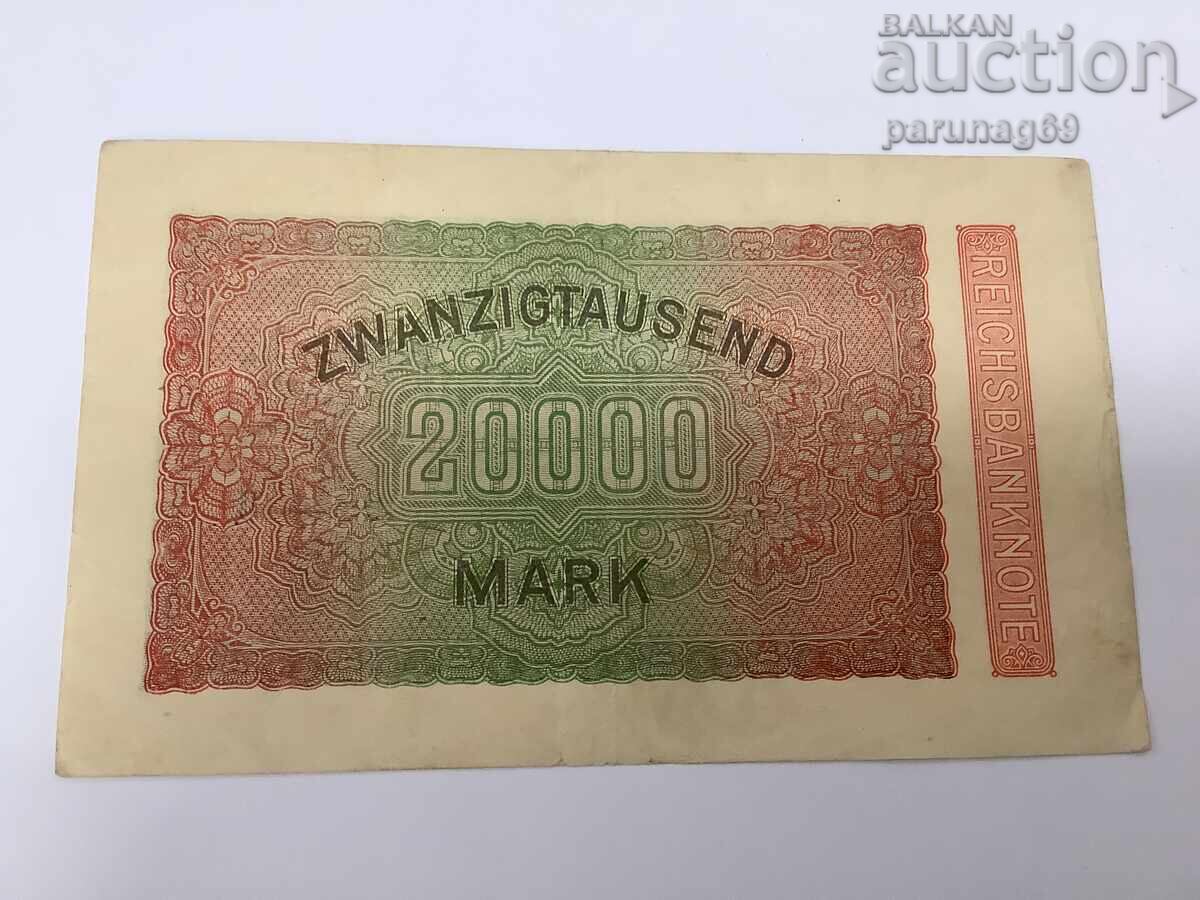 BALKAN
auction
parunag69
ZWANZIGTAUSEND
20000
MARK
REICHSBANKNOTE